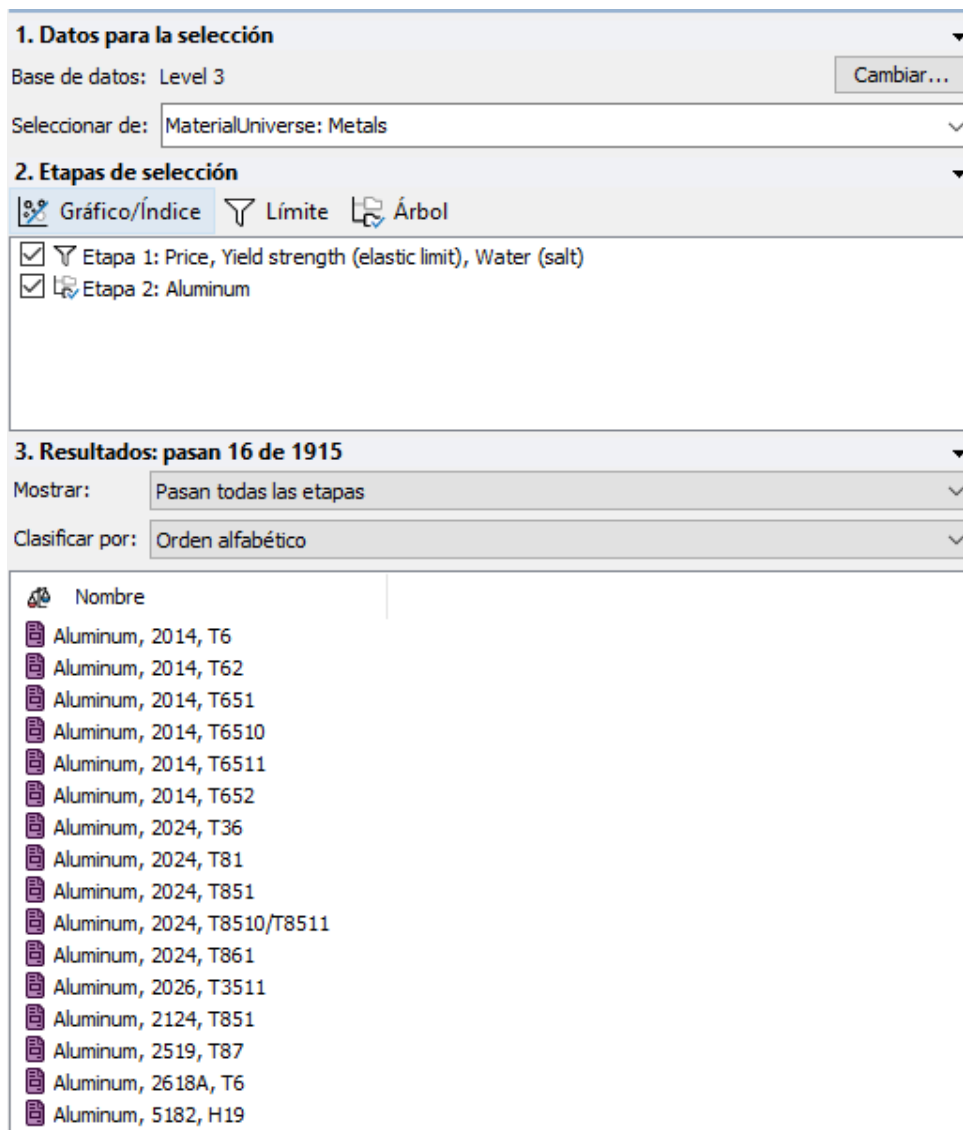 1. Datos para la selección
Base de datos: Level 3 Cambiar...
Seleccionar de: MaterialUniverse: Metals
2. Etapas de selección
Gráfico/Índice Límite Árbol
Etapa 1: Price, Yield strength (elastic limit), Water (salt)
Etapa 2: Aluminum
3. Resultados: pasan 16 de 1915
Mostrar: Pasan todas las etapas
Clasificar por: Orden alfabético
Nombre
Aluminum, 2014, T6
Aluminum, 2014, T62
Aluminum, 2014, T651
Aluminum, 2014, T6510
Aluminum, 2014, T6511
Aluminum, 2014, T652
Aluminum, 2024, T36
Aluminum, 2024, T81
Aluminum, 2024, T851
Aluminum, 2024, T8510/T8511
Aluminum, 2024, T861
Aluminum, 2026, T3511
Aluminum, 2124, T851
Aluminum, 2519, T87
Aluminum, 2618A, T6
Aluminum, 5182, H19